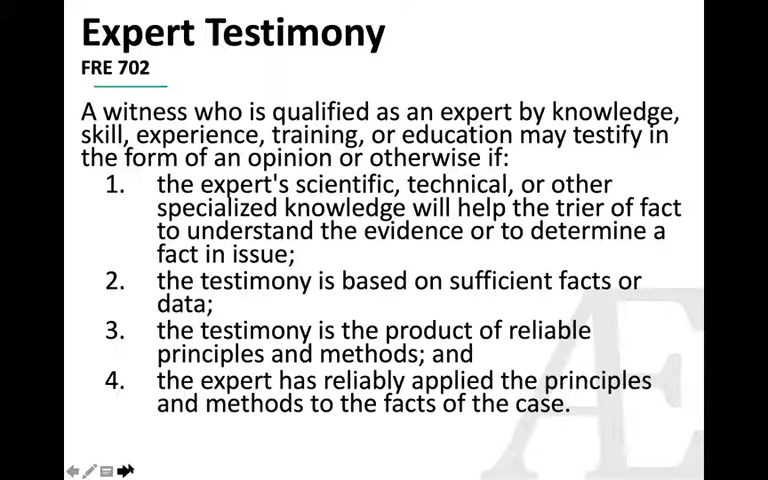 Expert Testimony
FRE 702
A witness who is qualified as an expert by knowledge,
skill, experience, training, or education may testify in
the form of an opinion or otherwise if:
1. the expert's scientific, technical, or other
specialized knowledge will help the trier of fact
to understand the evidence or to determine a
fact in issue;
2. the testimony is based on sufficient facts or
data;
3. the testimony is the product of reliable
principles and methods; and
4. the expert has reliably applied the principles
and methods to the facts of the case.
Æ